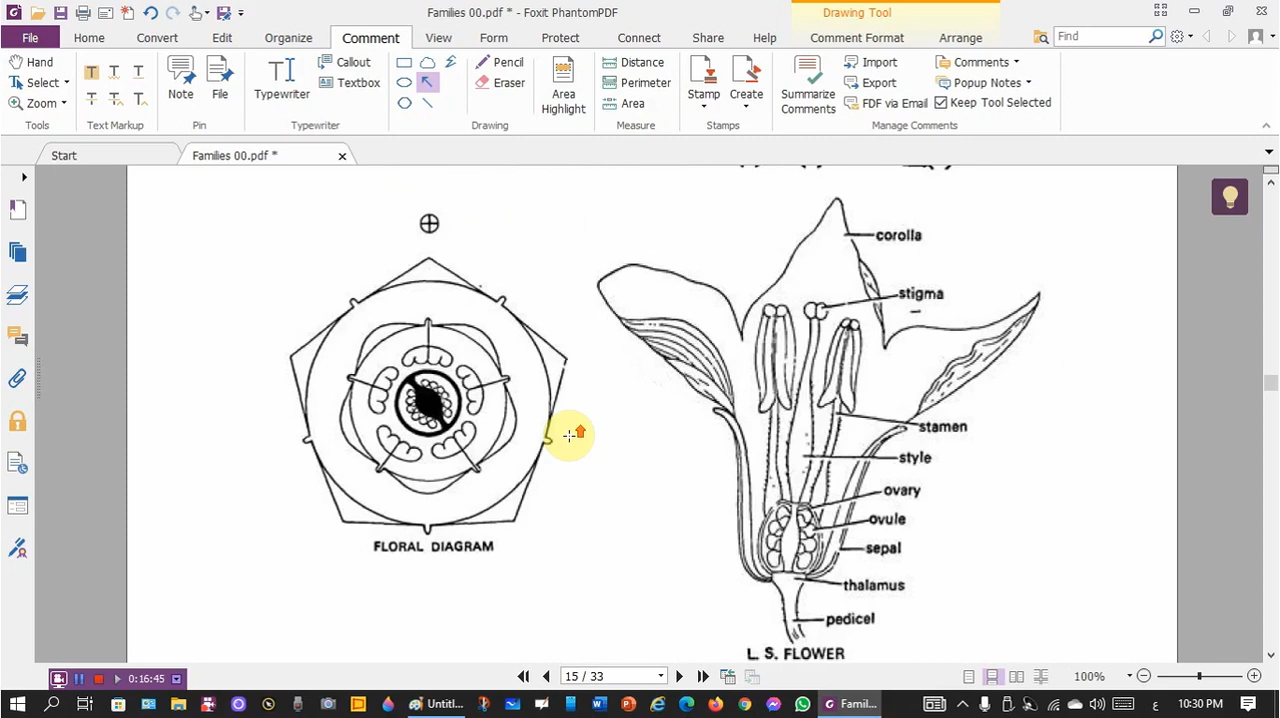 Families 00.pdf * - Foxit PhantomPDF
Drawing Tool
File
Home
Convert
Edit
Organize
Comment
View
Form
Protect
Connect
Share
Help
Comment Format
Arrange
Find
Hand
Select
Zoom
Tools
Text Markup
Note
File
Pin
Typewriter
Callout
Textbox
Typewriter
Pencil
Eraser
Drawing
Area
Highlight
Distance
Perimeter
Area
Measure
Stamp
Create
Stamps
Summarize
Comments
Import
Export
FDF via Email
Comments
Popup Notes
Keep Tool Selected
Manage Comments
Start
Families 00.pdf *
corolla
stigma
stamen
style
ovary
ovule
sepal
thalamus
pedicel
FLORAL DIAGRAM
L. S. FLOWER
0:16:45
15 / 33
100%
Untitl...
Famil...
ع
10:30 PM